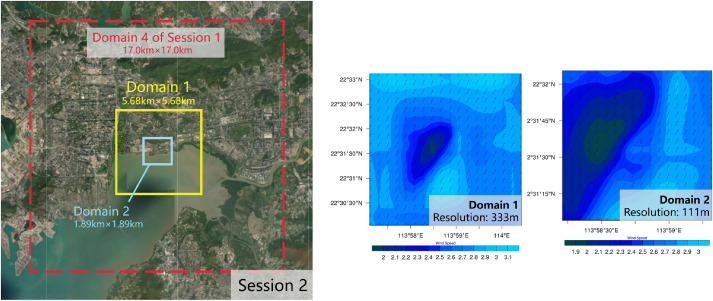 Domain 4 of Session 1
17.0km×17.0km
Domain 1
5.68km×5.68km
Domain 2
1.89km×1.89km
Session 2
22°33'N
22°32'30"N
22°32'N
22°31'30"N
22°31'N
22°30'30"N
Domain 1
Resolution: 333m
113°58'E
113°59'E
114°E
Wind Speed
2 2.1 2.2 2.3 2.4 2.5 2.6 2.7 2.8 2.9 3 3.1
22°32'N
22°31'45"N
22°31'30"N
22°31'15"N
Domain 2
Resolution: 111m
113°58'30"E
113°59'E
Wind Speed
1.9 2 2.1 2.2 2.3 2.4 2.5 2.6 2.7 2.8 2.9 3